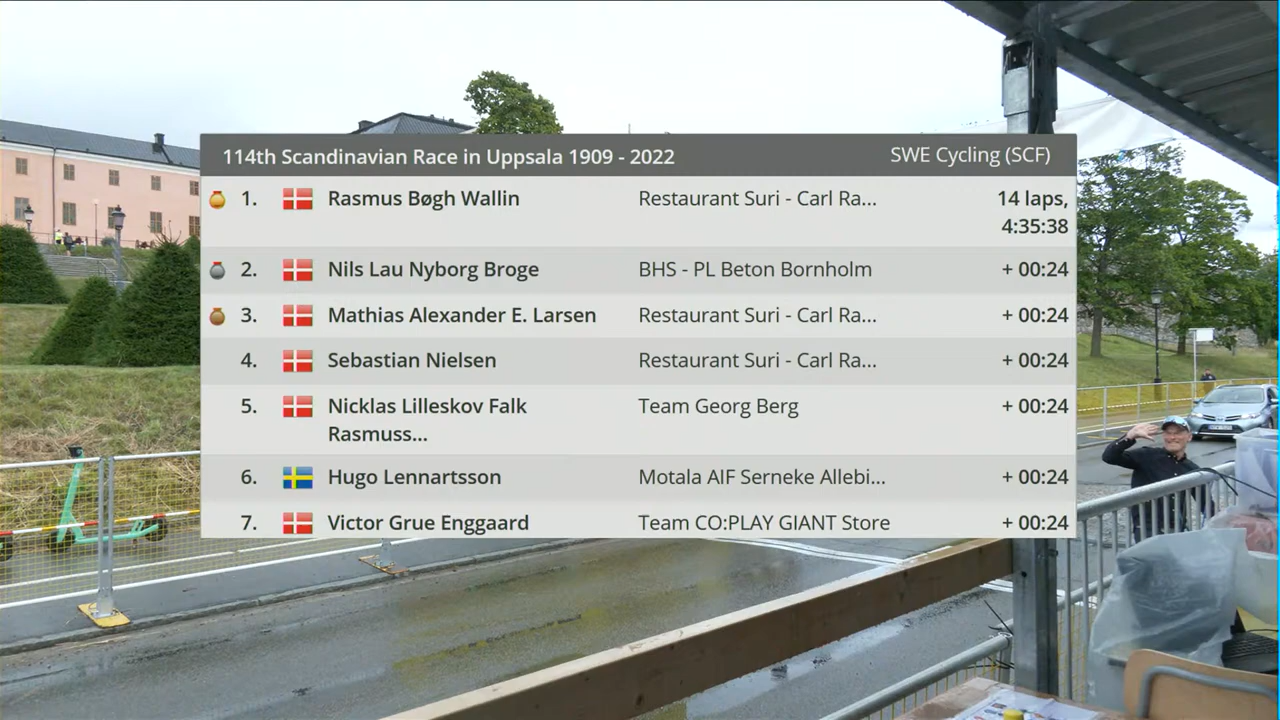 114th Scandinavian Race in Uppsala 1909 - 2022 SWE Cycling (SCF)
1. Rasmus Bøgh Wallin Restaurant Suri - Carl Ra... 14 laps,
4:35:38
2. Nils Lau Nyborg Broge BHS - PL Beton Bornholm + 00:24
3. Mathias Alexander E. Larsen Restaurant Suri - Carl Ra... + 00:24
4. Sebastian Nielsen Restaurant Suri - Carl Ra... + 00:24
5. Nicklas Lilleskov Falk Team Georg Berg + 00:24
Rasmuss...
6. Hugo Lennartsson Motala AIF Serneke Allebi... + 00:24
7. Victor Grue Enggaard Team CO:PLAY GIANT Store + 00:24